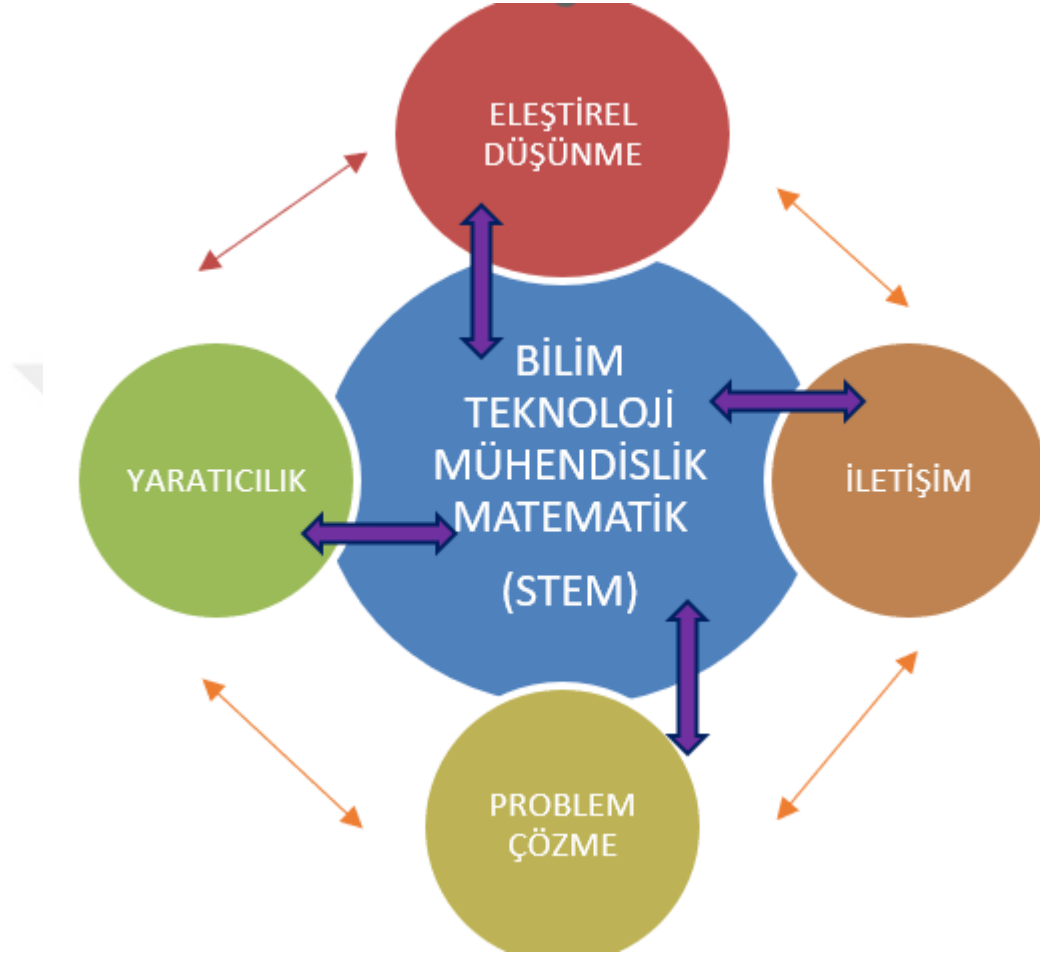 ELEŞTİREL
DÜŞÜNME
BİLİM
TEKNOLOJİ
MÜHENDİSLİK
MATEMATİK
(STEM)
YARATICILIK
İLETİŞİM
PROBLEM
ÇÖZME